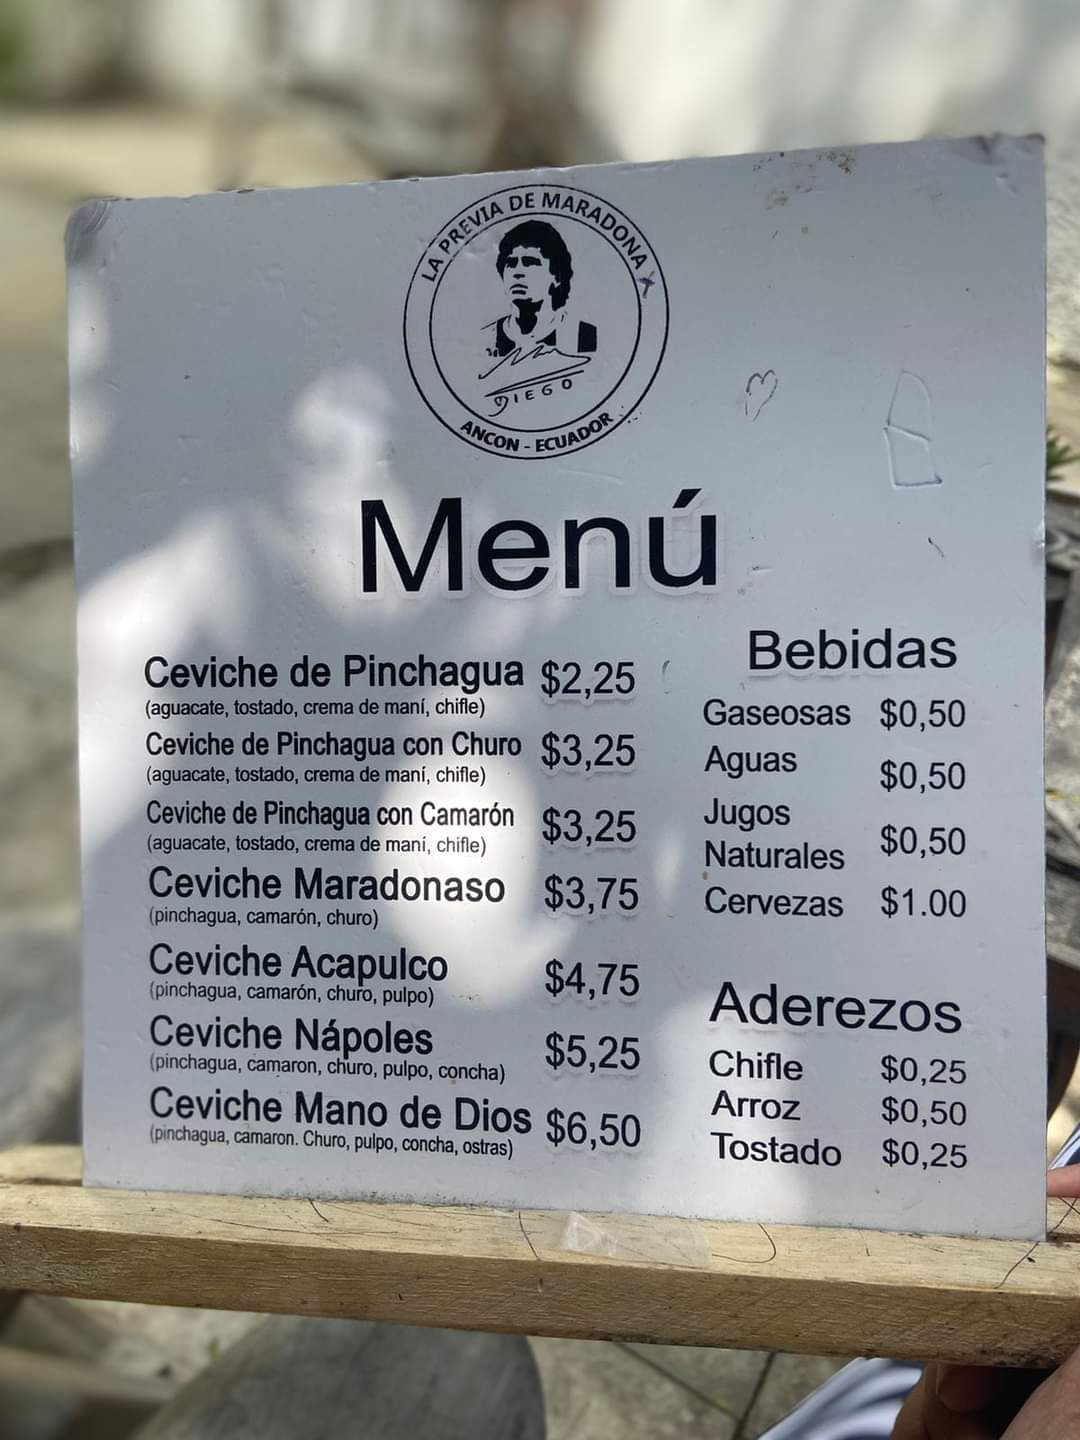 LA PREVIA DE MARADONA
DIEGO
ANCON - ECUADOR
Menú
Ceviche de Pinchagua $2,25
(aguacate, tostado, crema de maní, chifle)
Ceviche de Pinchagua con Churo $3,25
(aguacate, tostado, crema de maní, chifle)
Ceviche de Pinchagua con Camarón $3,25
(aguacate, tostado, crema de maní, chifle)
Ceviche Maradonaso $3,75
(pinchagua, camarón, churo)
Ceviche Acapulco $4,75
(pinchagua, camarón, churo, pulpo)
Ceviche Nápoles $5,25
(pinchagua, camaron, churo, pulpo, concha)
Ceviche Mano de Dios $6,50
(pinchagua, camaron. Churo, pulpo, concha, ostras)
Bebidas
Gaseosas $0,50
Aguas $0,50
Jugos
Naturales $0,50
Cervezas $1.00
Aderezos
Chifle $0,25
Arroz $0,50
Tostado $0,25